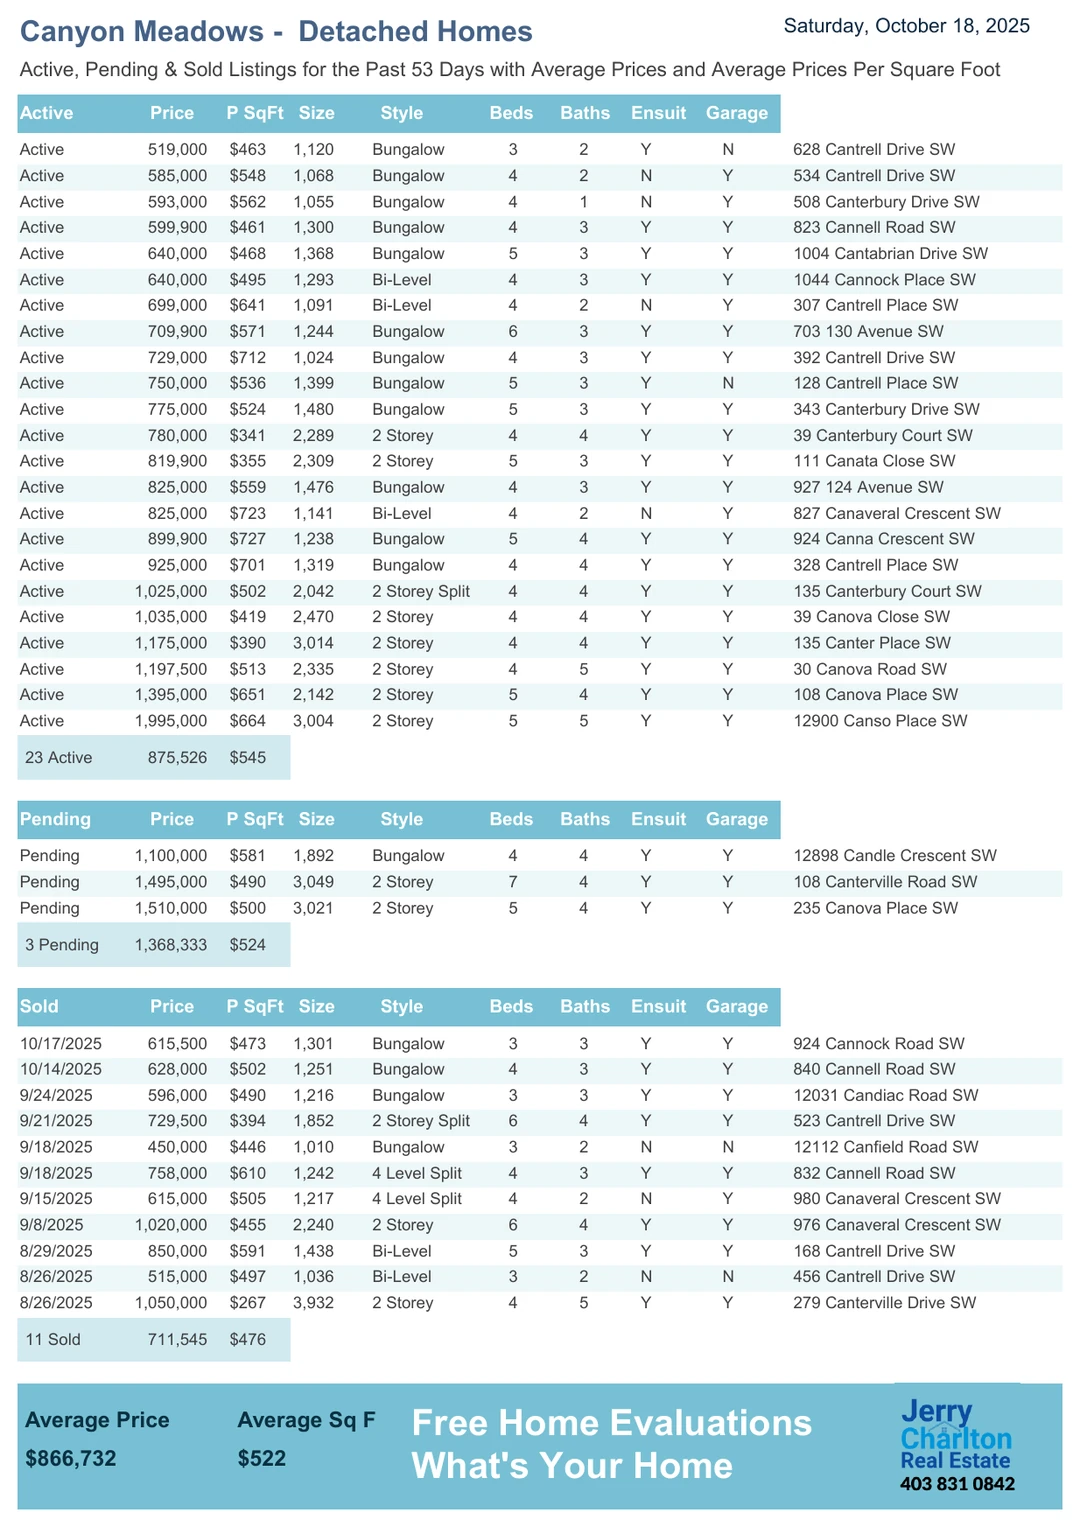 Canyon Meadows -  Detached Homes
Saturday, October 18, 2025
Active, Pending & Sold Listings for the Past 53 Days with Average Prices and Average Prices Per Square Foot
Active Price P SqFt Size Style Beds Baths Ensuit Garage
Active 519,000 $463 1,120 Bungalow 3 2 Y N 628 Cantrell Drive SW
Active 585,000 $548 1,068 Bungalow 4 2 N Y 534 Cantrell Drive SW
Active 593,000 $562 1,055 Bungalow 4 1 N Y 508 Canterbury Drive SW
Active 599,900 $461 1,300 Bungalow 4 3 Y Y 823 Cannell Road SW
Active 640,000 $468 1,368 Bungalow 5 3 Y Y 1004 Cantabrian Drive SW
Active 640,000 $495 1,293 Bi-Level 4 3 Y Y 1044 Cannock Place SW
Active 699,000 $641 1,091 Bi-Level 4 2 N Y 307 Cantrell Place SW
Active 709,900 $571 1,244 Bungalow 6 3 Y Y 703 130 Avenue SW
Active 729,000 $712 1,024 Bungalow 4 3 Y Y 392 Cantrell Drive SW
Active 750,000 $536 1,399 Bungalow 5 3 Y N 128 Cantrell Place SW
Active 775,000 $524 1,480 Bungalow 5 3 Y Y 343 Canterbury Drive SW
Active 780,000 $341 2,289 2 Storey 4 4 Y Y 39 Canterbury Court SW
Active 819,900 $355 2,309 2 Storey 5 3 Y Y 111 Canata Close SW
Active 825,000 $559 1,476 Bungalow 4 3 Y Y 927 124 Avenue SW
Active 825,000 $723 1,141 Bi-Level 4 2 N Y 827 Canaveral Crescent SW
Active 899,900 $727 1,238 Bungalow 5 4 Y Y 924 Canna Crescent SW
Active 925,000 $701 1,319 Bungalow 4 4 Y Y 328 Cantrell Place SW
Active 1,025,000 $502 2,042 2 Storey Split 4 4 Y Y 135 Canterbury Court SW
Active 1,035,000 $419 2,470 2 Storey 4 4 Y Y 39 Canova Close SW
Active 1,175,000 $390 3,014 2 Storey 4 4 Y Y 135 Canter Place SW
Active 1,197,500 $513 2,335 2 Storey 4 5 Y Y 30 Canova Road SW
Active 1,395,000 $651 2,142 2 Storey 5 4 Y Y 108 Canova Place SW
Active 1,995,000 $664 3,004 2 Storey 5 5 Y Y 12900 Canso Place SW
23 Active 875,526 $545
Pending Price P SqFt Size Style Beds Baths Ensuit Garage
Pending 1,100,000 $581 1,892 Bungalow 4 4 Y Y 12898 Candle Crescent SW
Pending 1,495,000 $490 3,049 2 Storey 7 4 Y Y 108 Canterville Road SW
Pending 1,510,000 $500 3,021 2 Storey 5 4 Y Y 235 Canova Place SW
3 Pending 1,368,333 $524
Sold Price P SqFt Size Style Beds Baths Ensuit Garage
10/17/2025 615,500 $473 1,301 Bungalow 3 3 Y Y 924 Cannock Road SW
10/14/2025 628,000 $502 1,251 Bungalow 4 3 Y Y 840 Cannell Road SW
9/24/2025 596,000 $490 1,216 Bungalow 3 3 Y Y 12031 Candiac Road SW
9/21/2025 729,500 $394 1,852 2 Storey Split 6 4 Y Y 523 Cantrell Drive SW
9/18/2025 450,000 $446 1,010 Bungalow 3 2 N N 12112 Canfield Road SW
9/18/2025 758,000 $610 1,242 4 Level Split 4 3 Y Y 832 Cannell Road SW
9/15/2025 615,000 $505 1,217 4 Level Split 4 2 N Y 980 Canaveral Crescent SW
9/8/2025 1,020,000 $455 2,240 2 Storey 6 4 Y Y 976 Canaveral Crescent SW
8/29/2025 850,000 $591 1,438 Bi-Level 5 3 Y Y 168 Cantrell Drive SW
8/26/2025 515,000 $497 1,036 Bi-Level 3 2 N N 456 Cantrell Drive SW
8/26/2025 1,050,000 $267 3,932 2 Storey 4 5 Y Y 279 Canterville Drive SW
11 Sold 711,545 $476
Average Price Average Sq F
$866,732 $522
Free Home Evaluations
What's Your Home
Jerry
Charlton
Real Estate
403 831 0842